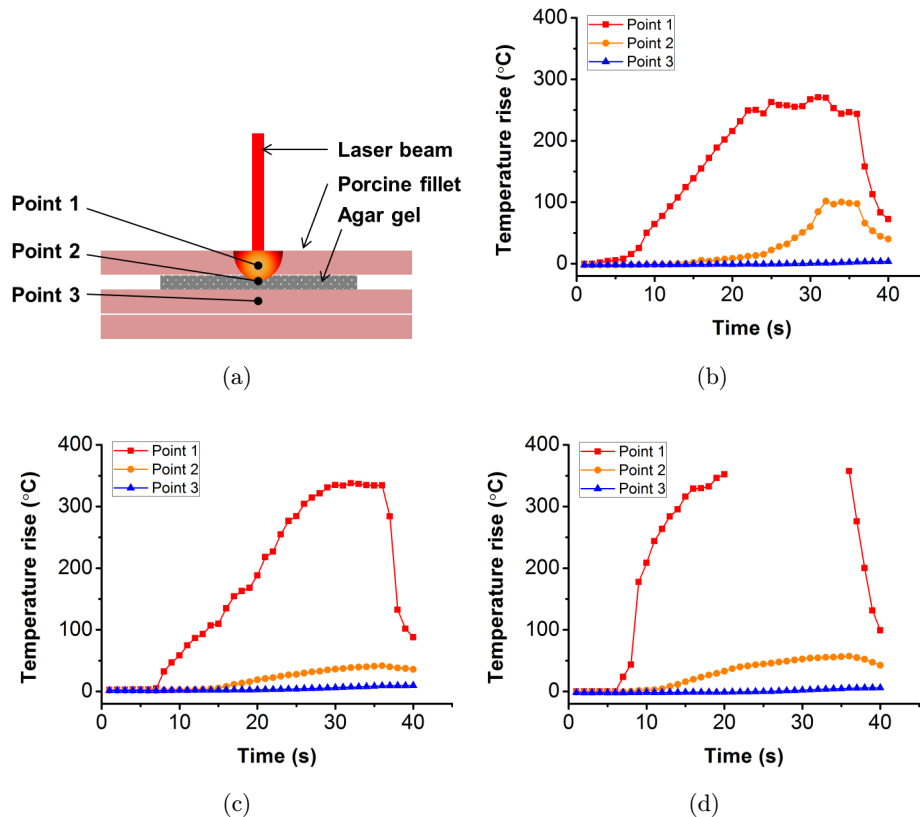 Laser beam
Porcine fillet
Agar gel
Point 1
Point 2
Point 3
(a)
Temperature rise (°C)
400
300
200
100
0
Point 1
Point 2
Point 3
0 10 20 30 40
Time (s)
(b)
Temperature rise (°C)
400
300
200
100
0
Point 1
Point 2
Point 3
0 10 20 30 40
Time (s)
(c)
Temperature rise (°C)
400
300
200
100
0
Point 1
Point 2
Point 3
0 10 20 30 40
Time (s)
(d)